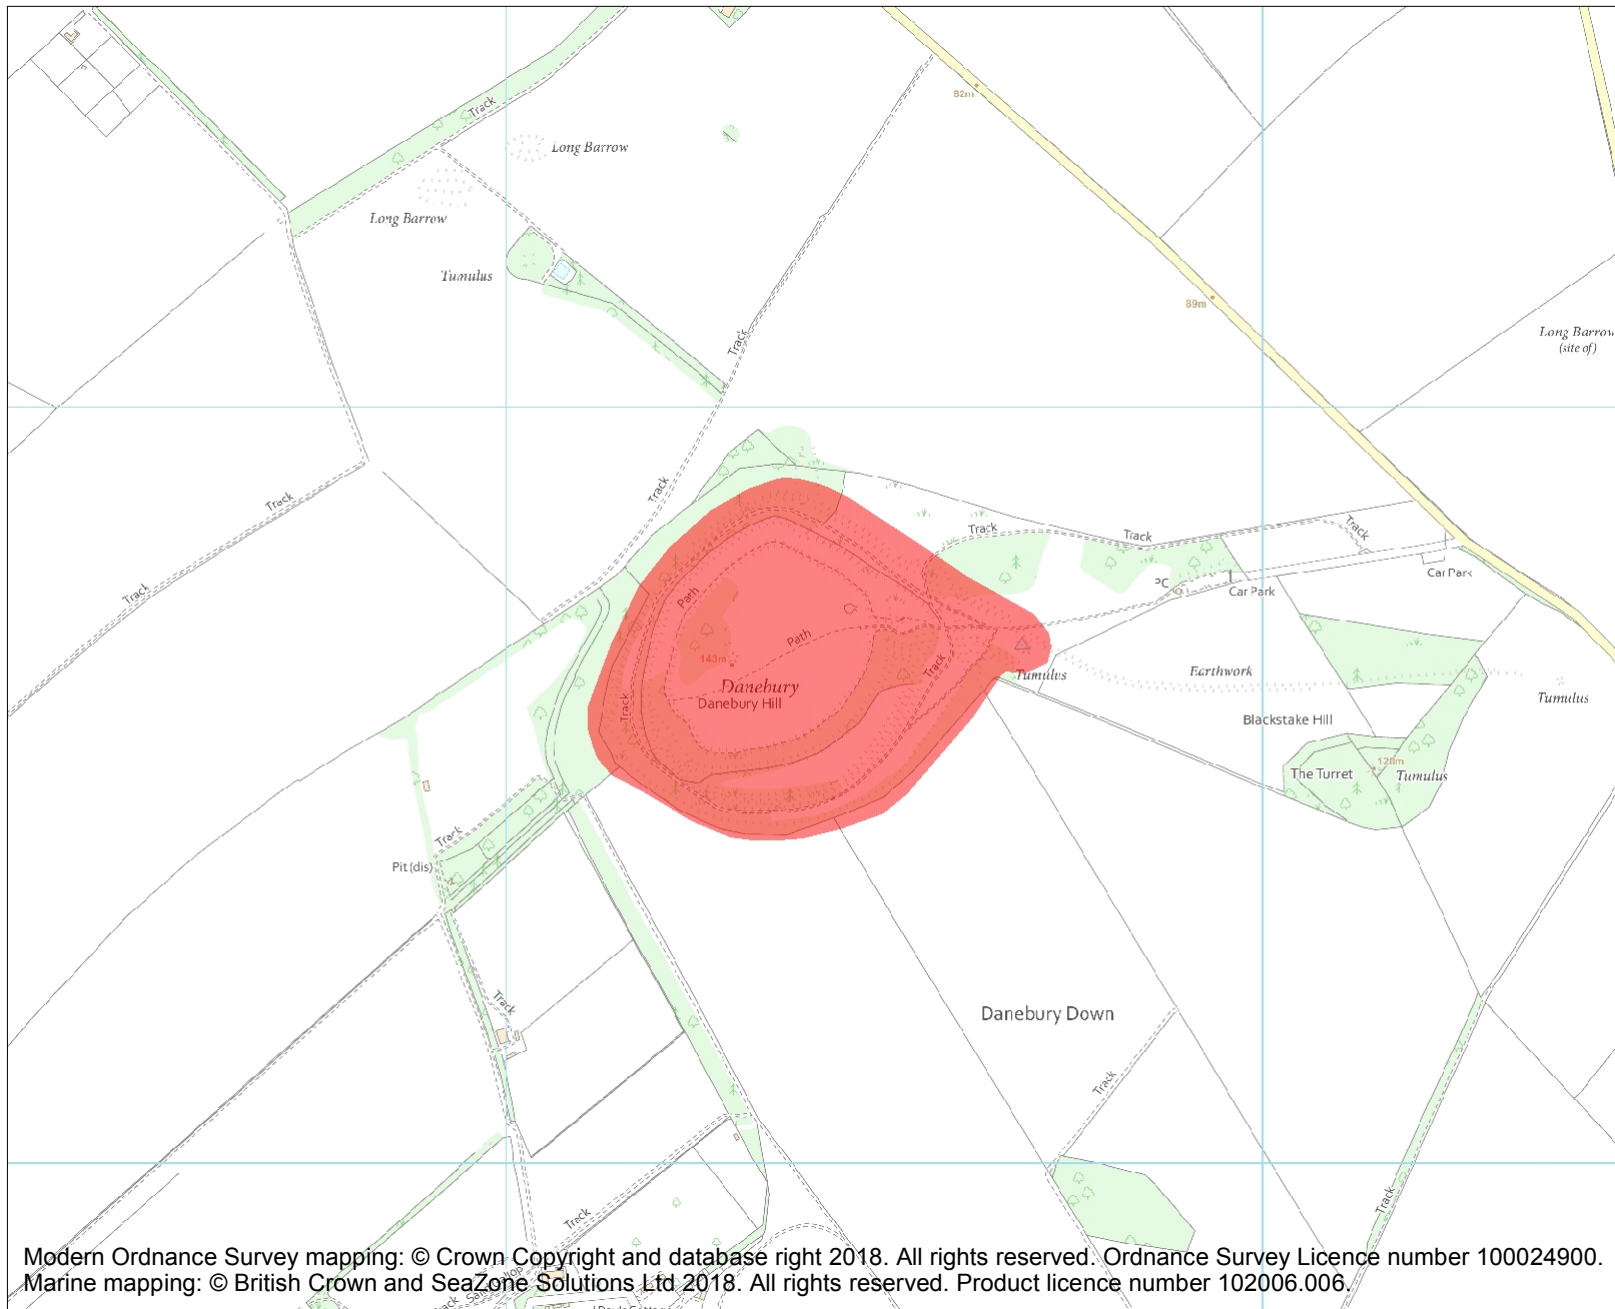 Track
82m
Long Barrow
Long Barrow
Tumulus
89m
Track
Long Barrow
(site of)
Track
Track
Track
Track
Track
Track
PC
Car Park
Car Park
Path
Path
143m
Track
Danebury
Danebury Hill
Track
Tumulus
Earthwork
Tumulus
Blackstake Hill
The Turret
128m
Tumulus
Track
Pit (dis)
Track
Danebury Down
Track
Track
Track
Modern Ordnance Survey mapping: © Crown Copyright and database right 2018. All rights reserved. Ordnance Survey Licence number 100024900.
Marine mapping: © British Crown and SeaZone Solutions Ltd 2018. All rights reserved. Product licence number 102006.006.